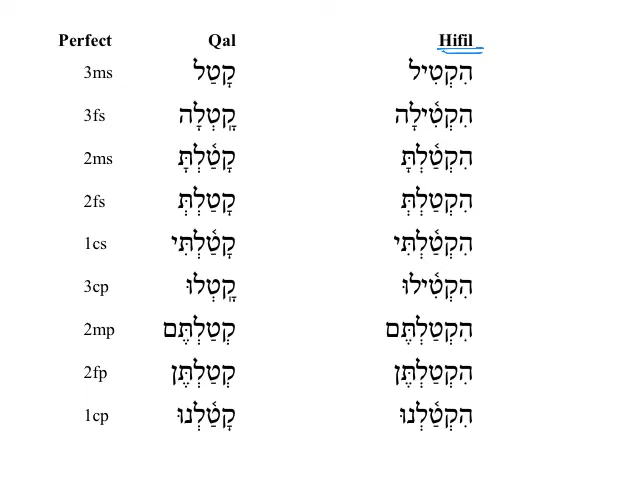 Perfect Qal Hifil
3ms קָטַל הִקְטִיל
3fs קָֽטְלָה הִקְטִ֫ילָה
2ms קָטַ֫לְתָּ הִקְטַ֫לְתָּ
2fs קָטַלְתְּ הִקְטַלְתְּ
1cs קָטַ֫לְתִּי הִקְטַ֫לְתִּי
3cp קָֽטְלוּ הִקְטִ֫ילוּ
2mp קְטַלְתֶּם הִקְטַלְתֶּם
2fp קְטַלְתֶּן הִקְטַלְתֶּן
1cp קָטַ֫לְנוּ הִקְטַ֫לְנוּ